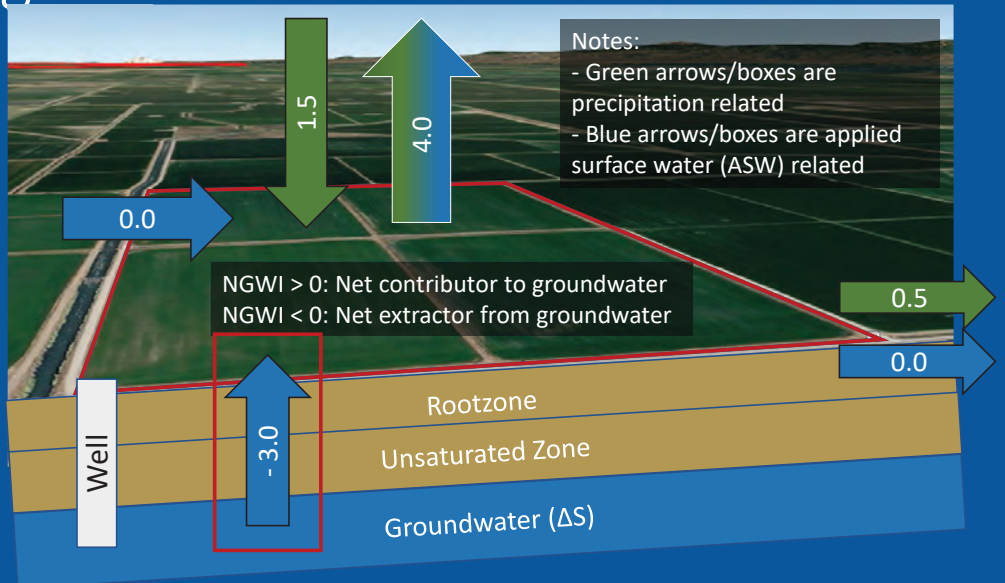 1.5
4.0
Notes:
- Green arrows/boxes are
precipitation related
- Blue arrows/boxes are applied
surface water (ASW) related
0.0
NGWI > 0: Net contributor to groundwater
NGWI < 0: Net extractor from groundwater
0.5
0.0
Rootzone
Well
- 3.0
Unsaturated Zone
Groundwater (ΔS)